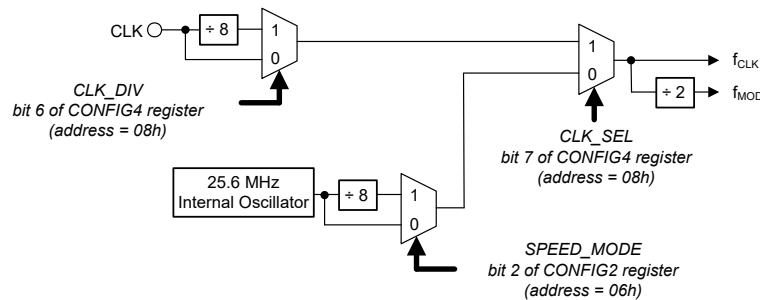 CLK
÷ 8
1
0
1
0
f_CLK
÷ 2
f_MOD
CLK_DIV
bit 6 of CONFIG4 register
(address = 08h)
CLK_SEL
bit 7 of CONFIG4 register
(address = 08h)
25.6 MHz
Internal Oscillator
÷ 8
1
0
SPEED_MODE
bit 2 of CONFIG2 register
(address = 06h)